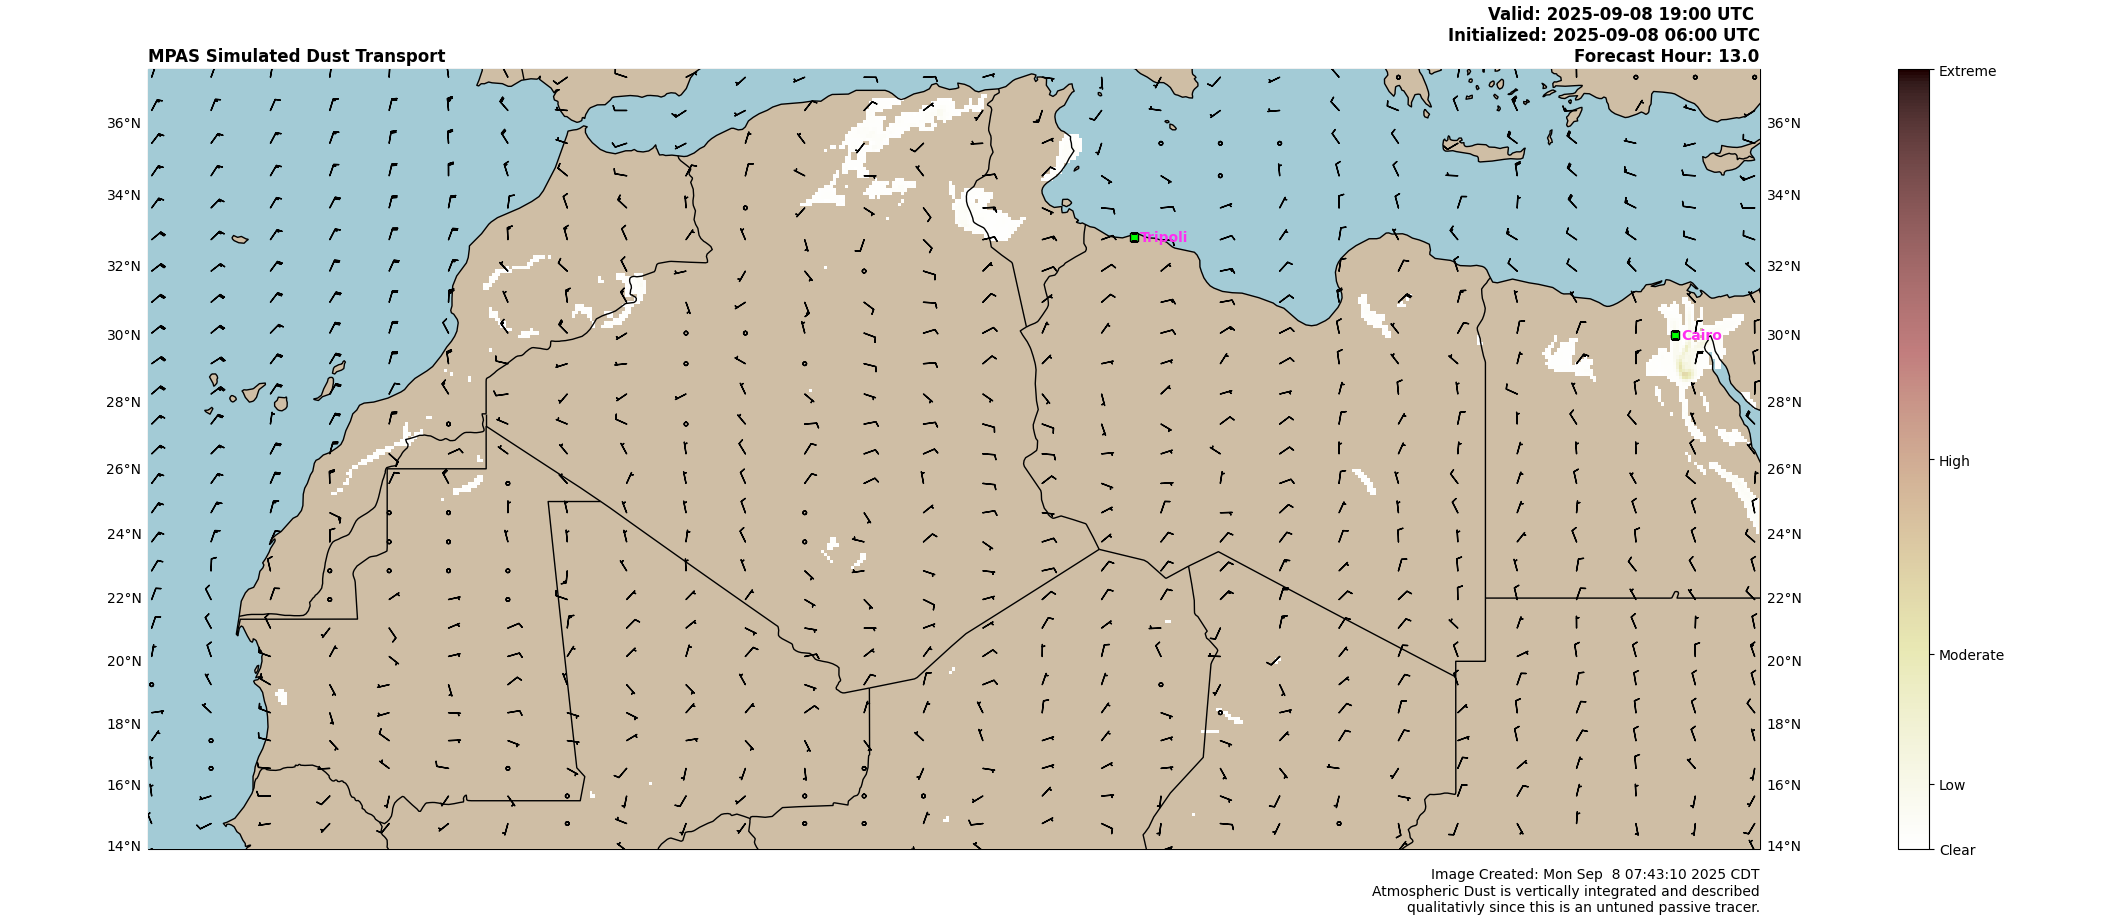 Valid: 2025-09-08 19:00 UTC
Initialized: 2025-09-08 06:00 UTC
MPAS Simulated Dust Transport
Forecast Hour: 13.0
Extreme
36°N
36°N
34°N
34°N
Tripoli
32°N
32°N
30°N
Cairo
30°N
28°N
28°N
High
26°N
26°N
24°N
24°N
22°N
22°N
Moderate
20°N
20°N
18°N
18°N
16°N
16°N
Low
14°N
14°N
Clear
Image Created: Mon Sep  8 07:43:10 2025 CDT
Atmospheric Dust is vertically integrated and described
qualitativly since this is an untuned passive tracer.